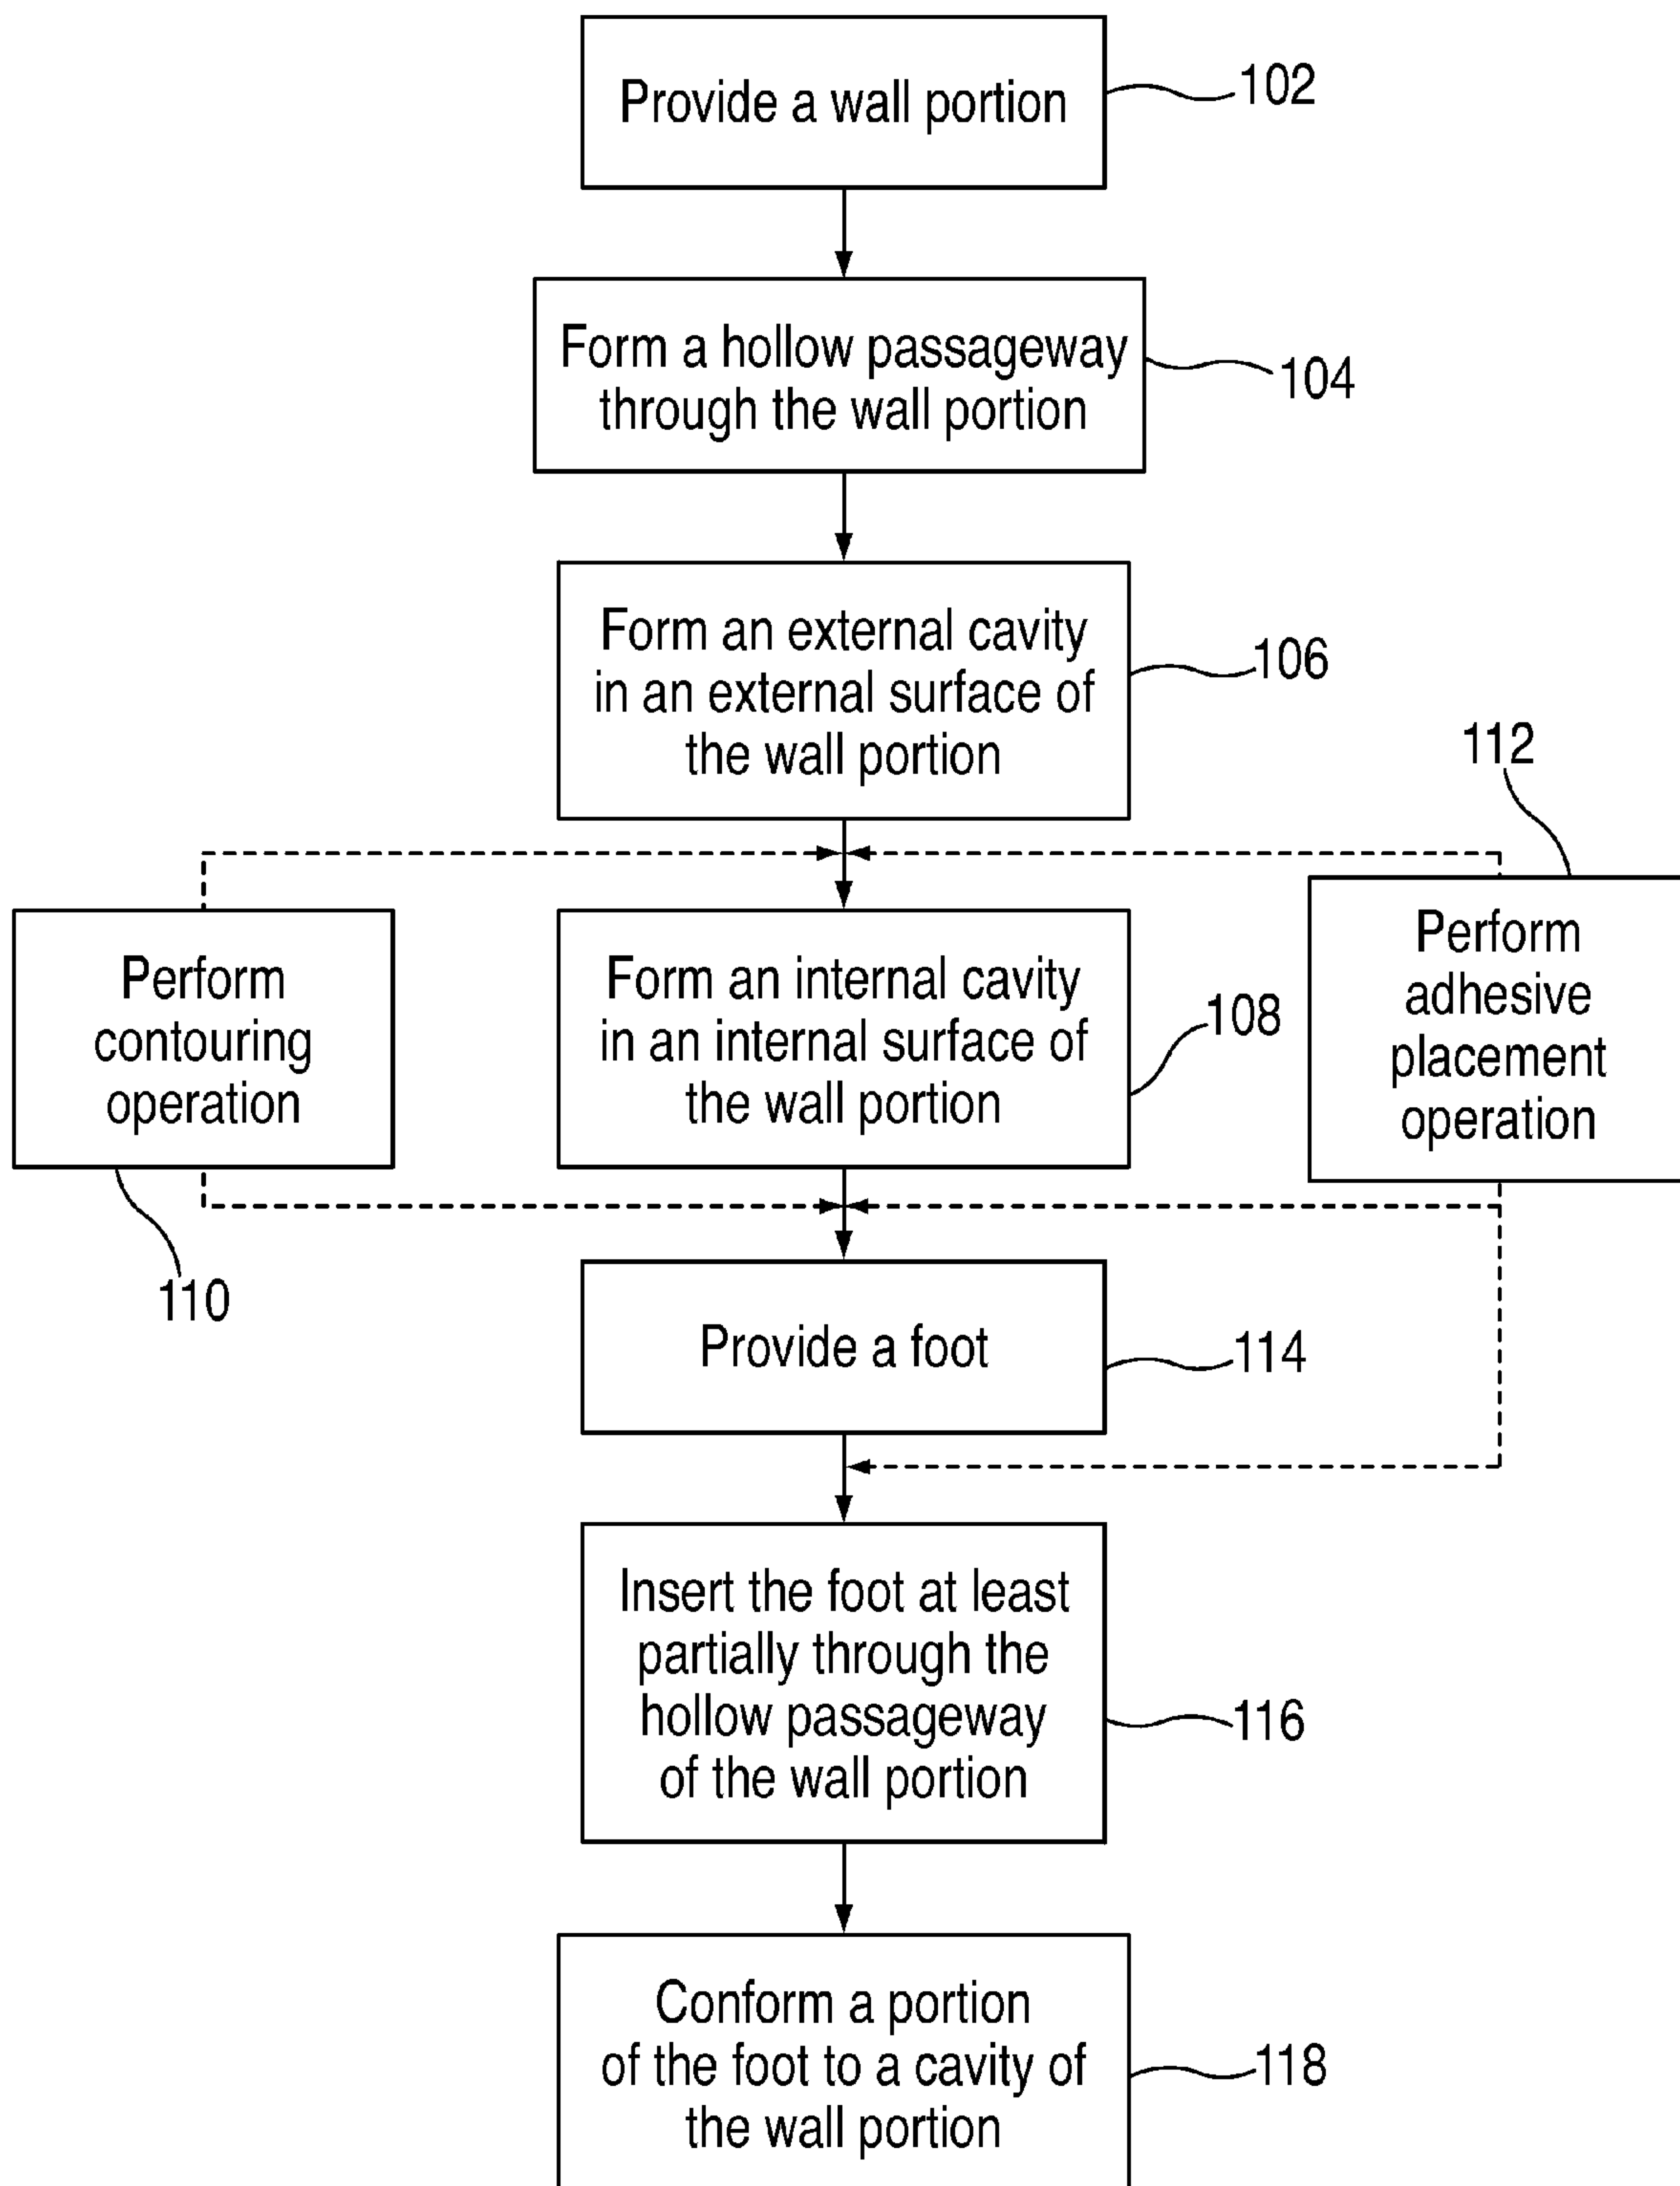 Provide a wall portion
102
Form a hollow passageway
through the wall portion
104
Form an external cavity
in an external surface of
the wall portion
106
112
Perform
contouring
operation
110
Form an internal cavity
in an internal surface of
the wall portion
108
Perform
adhesive
placement
operation
Provide a foot
114
Insert the foot at least
partially through the
hollow passageway
of the wall portion
116
Conform a portion
of the foot to a cavity of
the wall portion
118